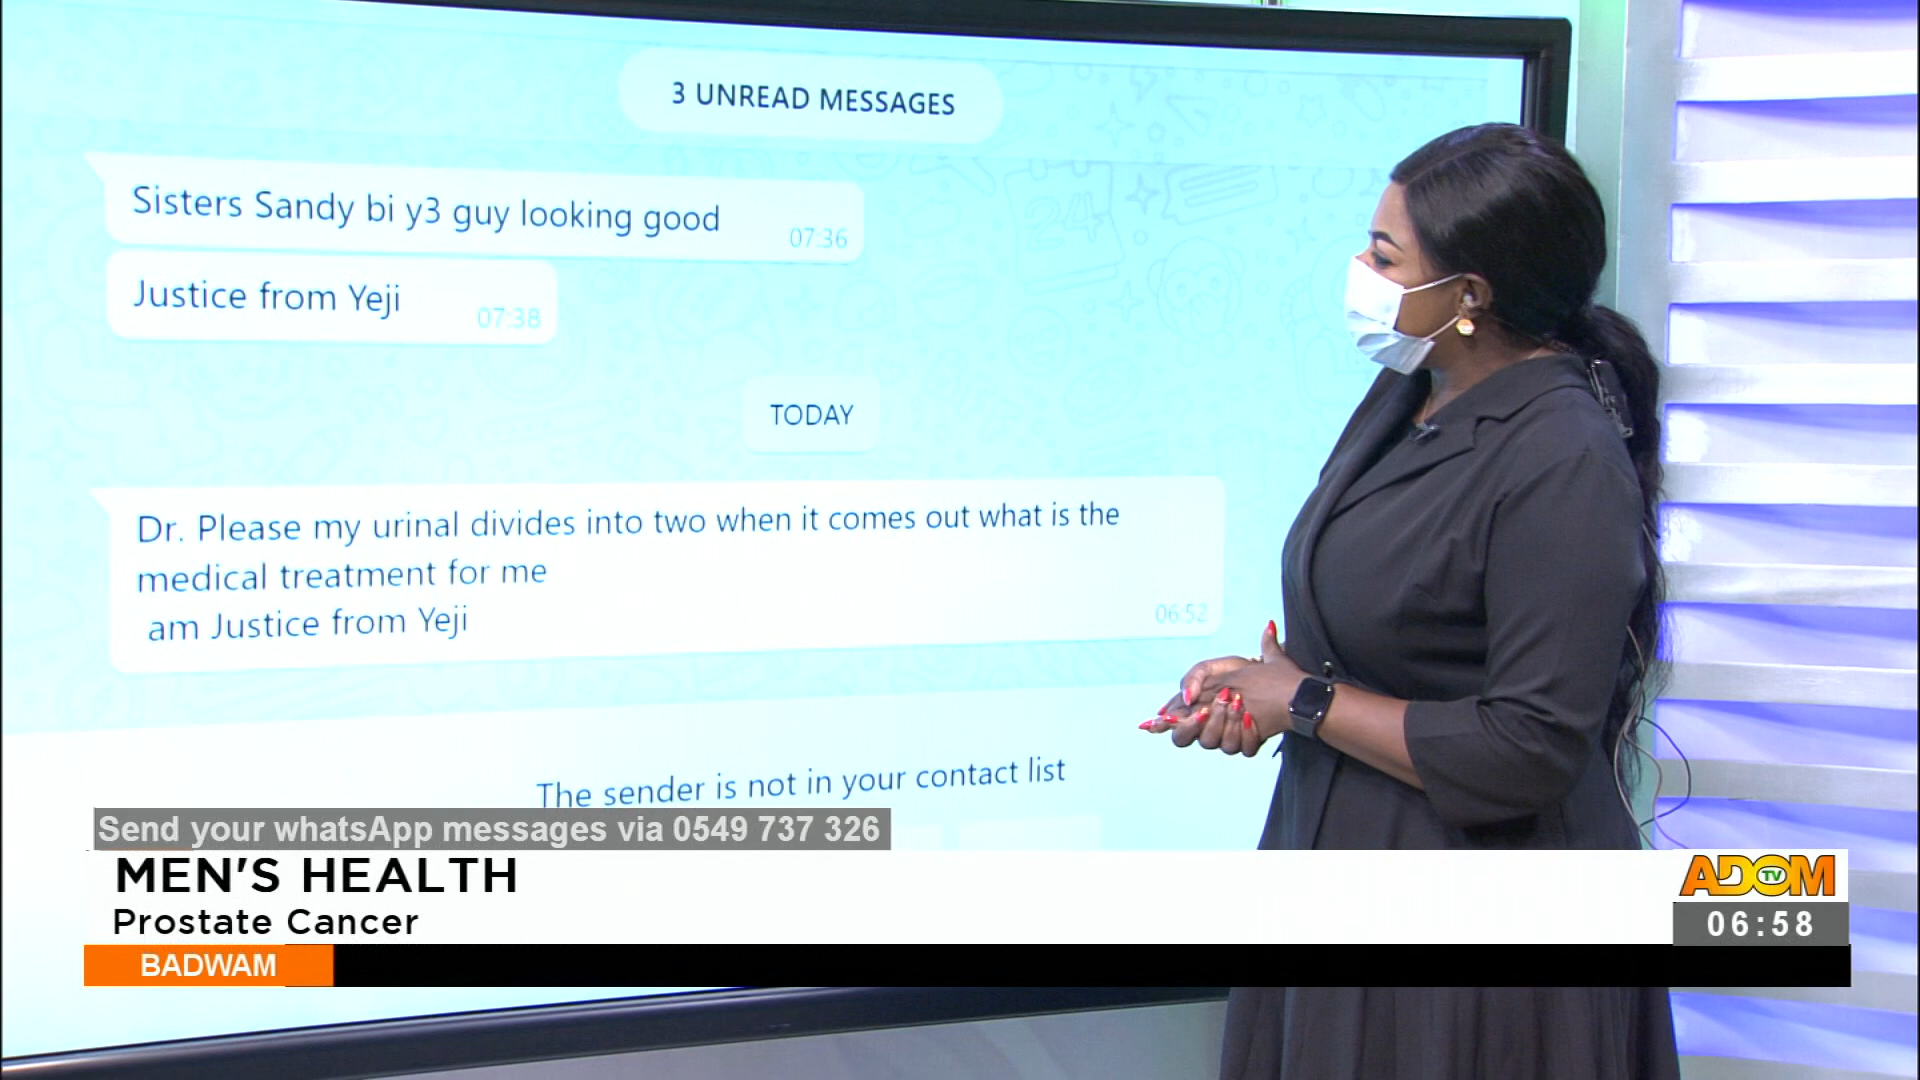 3 UNREAD MESSAGES
Sisters Sandy bi y3 guy looking good
07:36
Justice from Yeji
07:38
TODAY
Dr. Please my urinal divides into two when it comes out what is the
medical treatment for me
am Justice from Yeji
06:52
The sender is not in your contact list
Send your whatsApp messages via 0549 737 326
MEN'S HEALTH
Prostate Cancer
BADWAM
ADOM TV
06:58